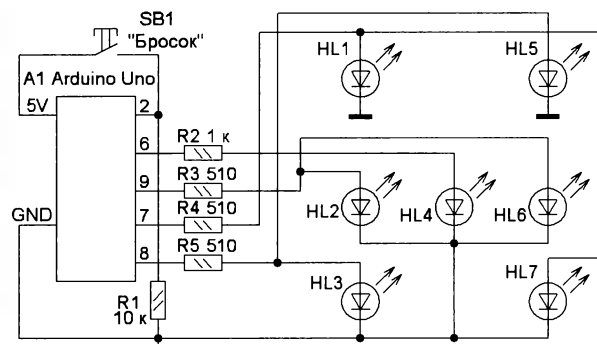 SB1
"Бросок"
A1 Arduino Uno
5V
2
6
9
GND
7
8
R2 1 к
R3 510
R4 510
R5 510
R1
10 к
HL1
HL5
HL2
HL4
HL6
HL3
HL7